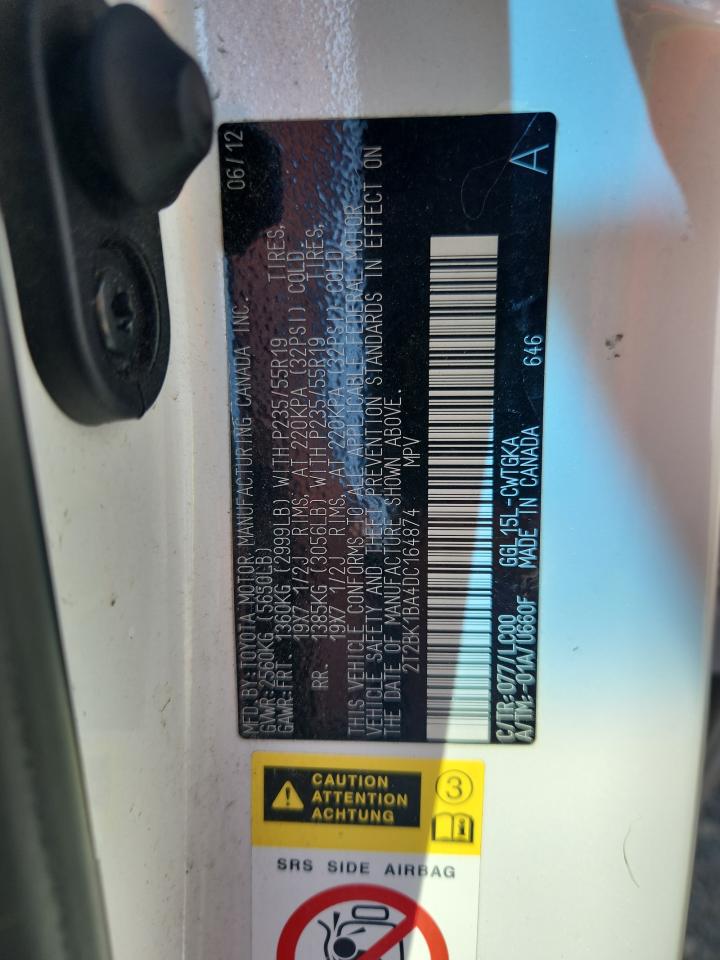 MFD BY: TOYOTA MOTOR MANUFACTURING CANADA INC. 06/12
GVWR: 2560KG (5650LB)
GAWR: FRT. 1360KG (2999LB) WITH P235/55R19 TIRES,
19X7 1/2J RIMS, AT 220KPA (32PSI) COLD.
RR. 1385KG (3056LB) WITH P235/55R19 TIRES,
19X7 1/2J RIMS, AT 220KPA (32PSI) COLD.
THIS VEHICLE CONFORMS TO ALL APPLICABLE FEDERAL MOTOR
VEHICLE SAFETY AND THEFT PREVENTION STANDARDS IN EFFECT ON
THE DATE OF MANUFACTURE SHOWN ABOVE.
2T2BK1BA4DC164874 MPV
A
C/TR: 077/LC00 GGL15L-CWTGKA 646
A/TM: -01A/U660F MADE IN CANADA
CAUTION
ATTENTION
ACHTUNG
3
SRS SIDE AIRBAG